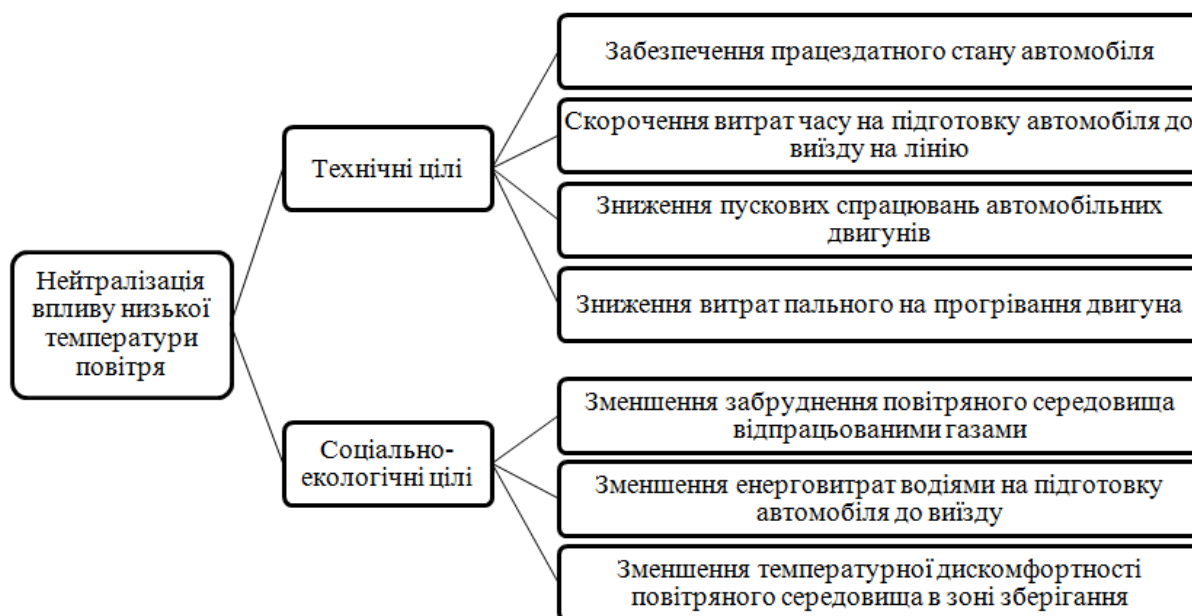 Нейтралізація
впливу низької
температури
повітря
Технічні цілі
Забезпечення працездатного стану автомобіля
Скорочення витрат часу на підготовку автомобіля до
виїзду на лінію
Зниження пускових спрацювань автомобільних
двигунів
Зниження витрат пального на прогрівання двигуна
Соціально-
екологічні цілі
Зменшення забруднення повітряного середовища
відпрацьованими газами
Зменшення енерговитрат водіями на підготовку
автомобіля до виїзду
Зменшення температурної дискомфортності
повітряного середовища в зоні зберігання